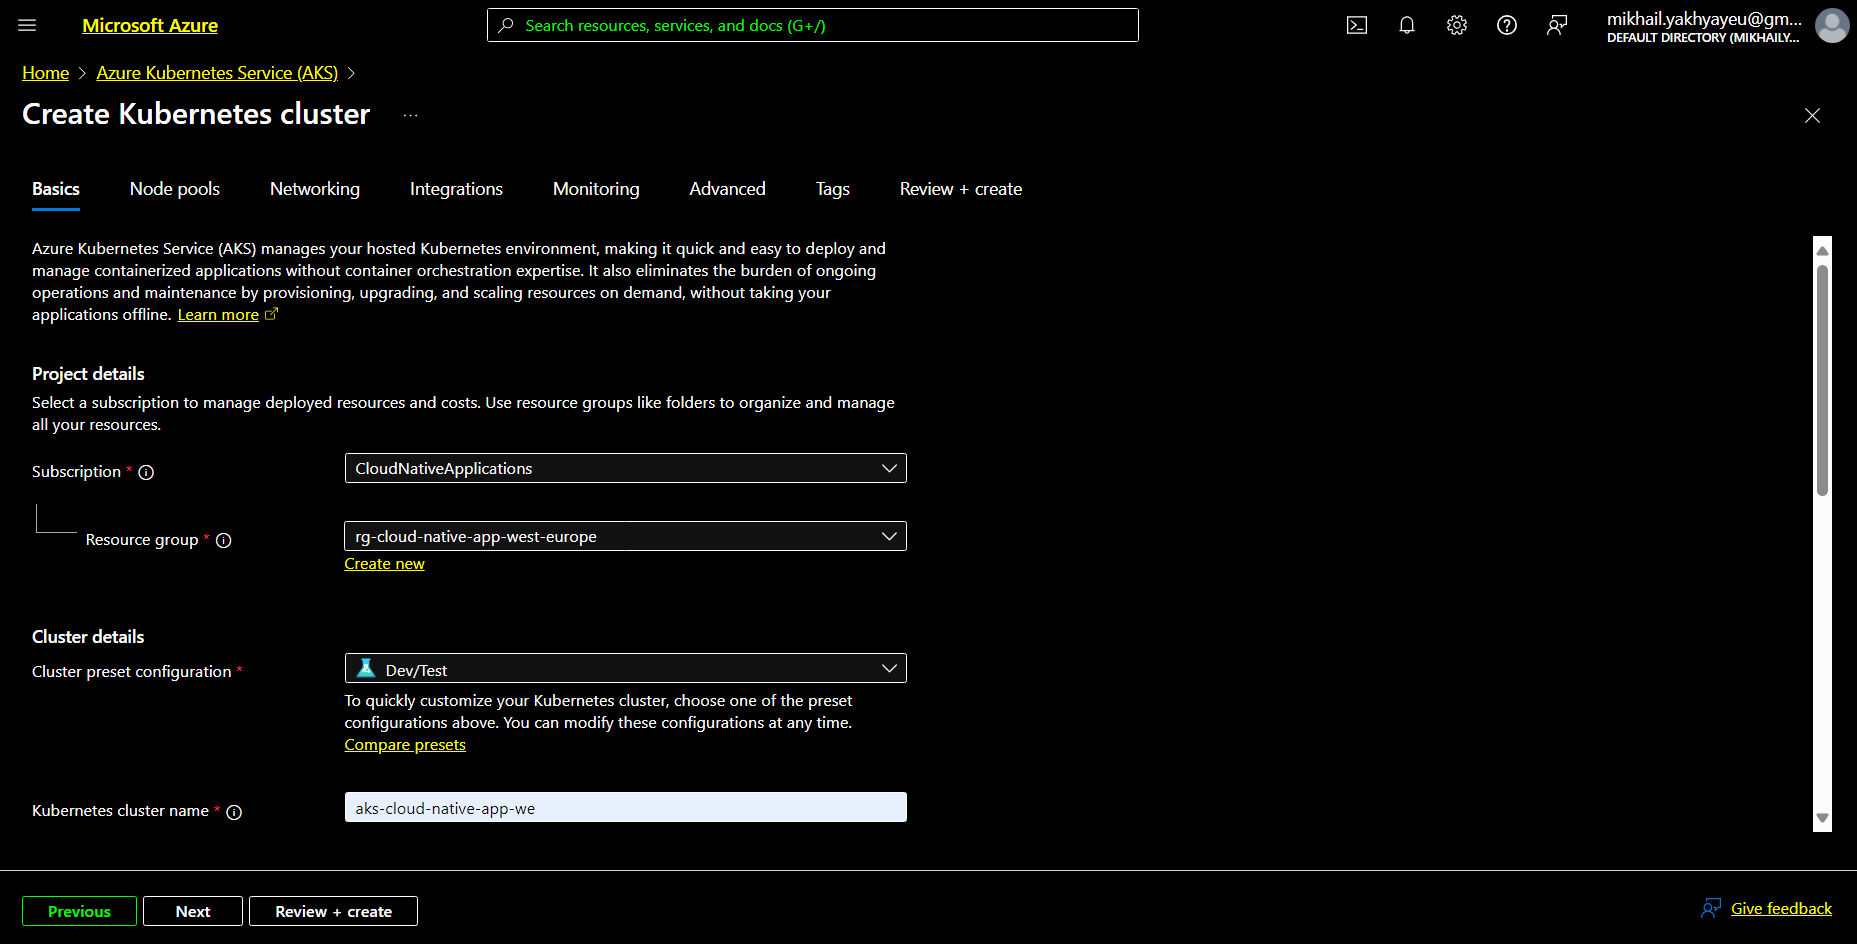 Microsoft Azure
Search resources, services, and docs (G+/)
mikhail.yakhyayeu@gm...
DEFAULT DIRECTORY (MIKHAILY...
Home > Azure Kubernetes Service (AKS) >
Create Kubernetes cluster ...
Basics Node pools Networking Integrations Monitoring Advanced Tags Review + create
Azure Kubernetes Service (AKS) manages your hosted Kubernetes environment, making it quick and easy to deploy and
manage containerized applications without container orchestration expertise. It also eliminates the burden of ongoing
operations and maintenance by provisioning, upgrading, and scaling resources on demand, without taking your
applications offline. Learn more
Project details
Select a subscription to manage deployed resources and costs. Use resource groups like folders to organize and manage
all your resources.
Subscription *
CloudNativeApplications
Resource group *
rg-cloud-native-app-west-europe
Create new
Cluster details
Cluster preset configuration *
Dev/Test
To quickly customize your Kubernetes cluster, choose one of the preset
configurations above. You can modify these configurations at any time.
Compare presets
Kubernetes cluster name *
aks-cloud-native-app-we
Previous
Next
Review + create
Give feedback